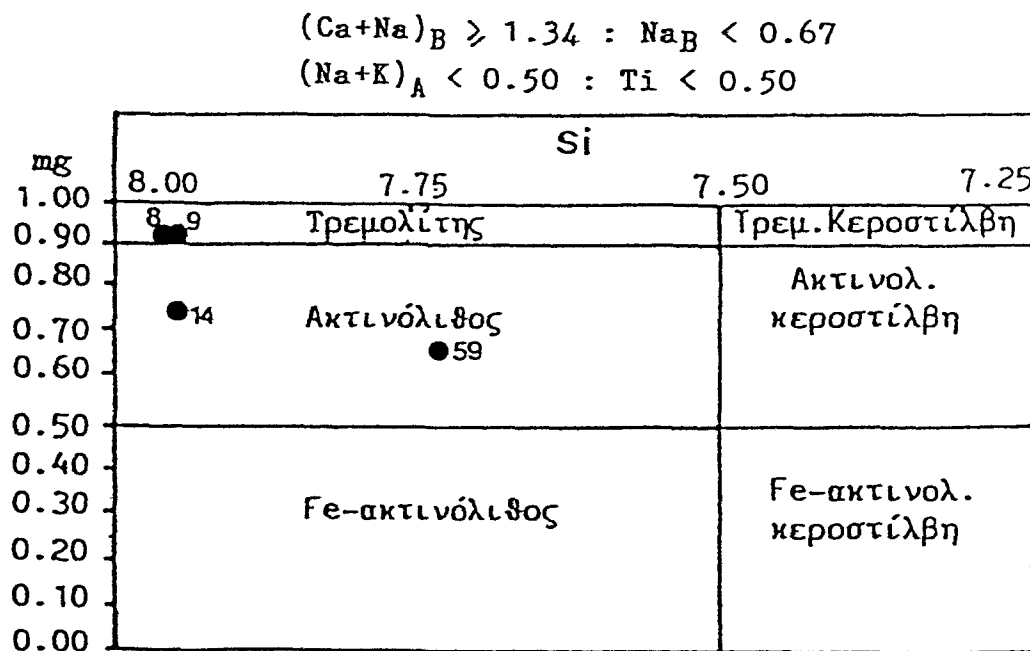 (Ca+Na)B ⩾ 1.34 : NaB < 0.67
(Na+K)A < 0.50 : Ti < 0.50
Si
mg
8.00 7.75 7.50 7.25
1.00
8 9 Τρεμολίτης Τρεμ.Κεροστίλβη
0.90
0.80 Ακτινολ.
14 Ακτινόλιθος κεροστίλβη
0.70
59
0.60
0.50
0.40
Fe-ακτινόλιθος Fe-ακτινολ.
0.30 κεροστίλβη
0.20
0.10
0.00